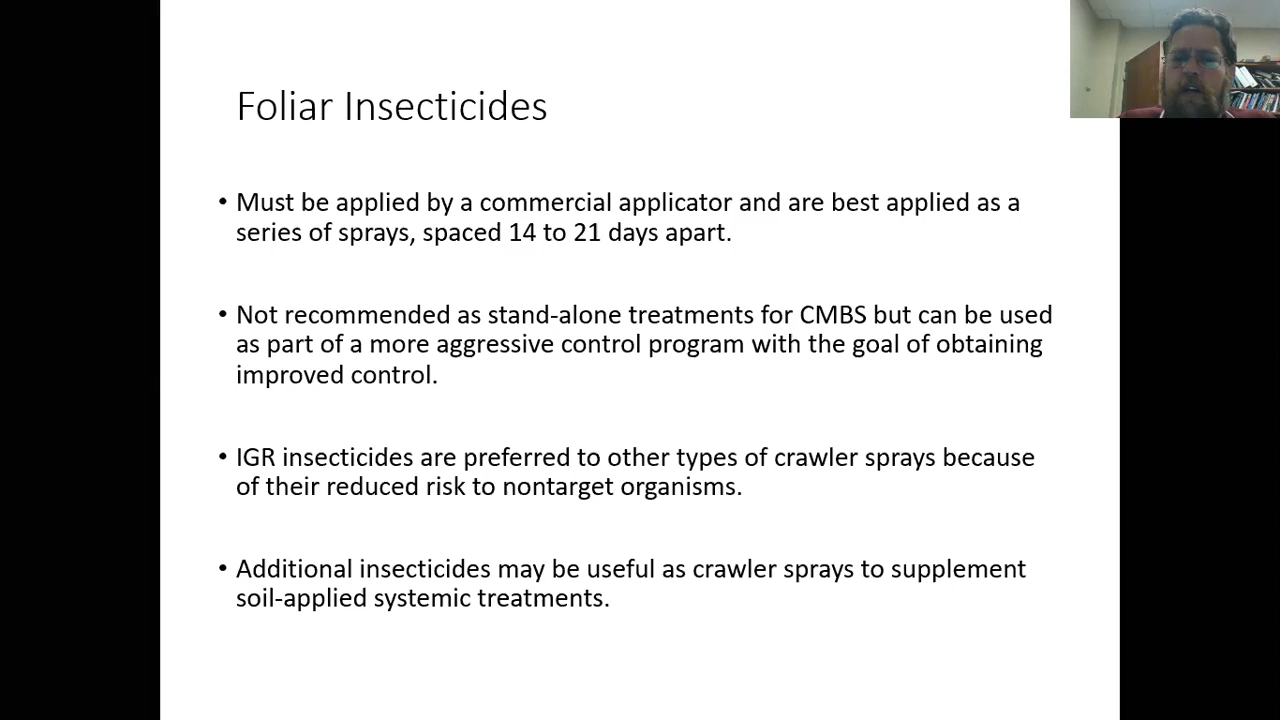 Foliar Insecticides
• Must be applied by a commercial applicator and are best applied as a
series of sprays, spaced 14 to 21 days apart.
• Not recommended as stand-alone treatments for CMBS but can be used
as part of a more aggressive control program with the goal of obtaining
improved control.
• IGR insecticides are preferred to other types of crawler sprays because
of their reduced risk to nontarget organisms.
• Additional insecticides may be useful as crawler sprays to supplement
soil-applied systemic treatments.